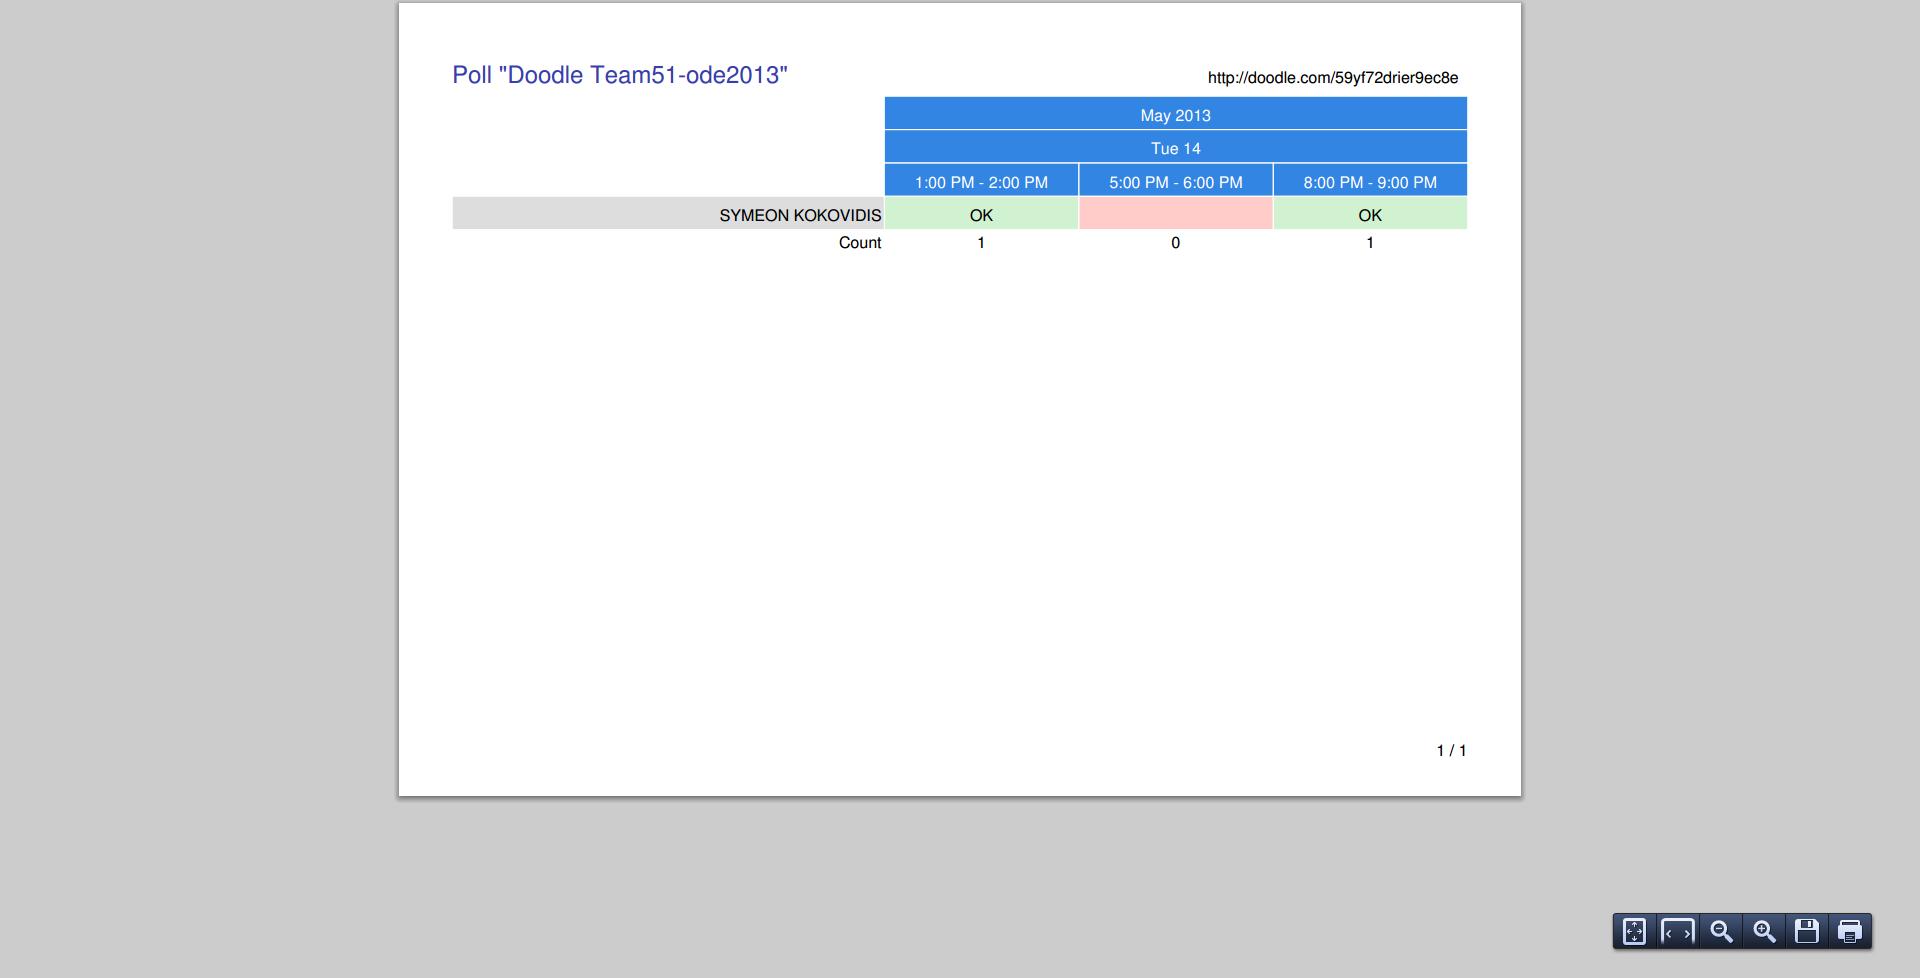 Poll "Doodle Team51-ode2013"
http://doodle.com/59yf72drier9ec8e
May 2013
Tue 14
1:00 PM - 2:00 PM 5:00 PM - 6:00 PM 8:00 PM - 9:00 PM
SYMEON KOKOVIDIS OK OK
Count 1 0 1
1 / 1